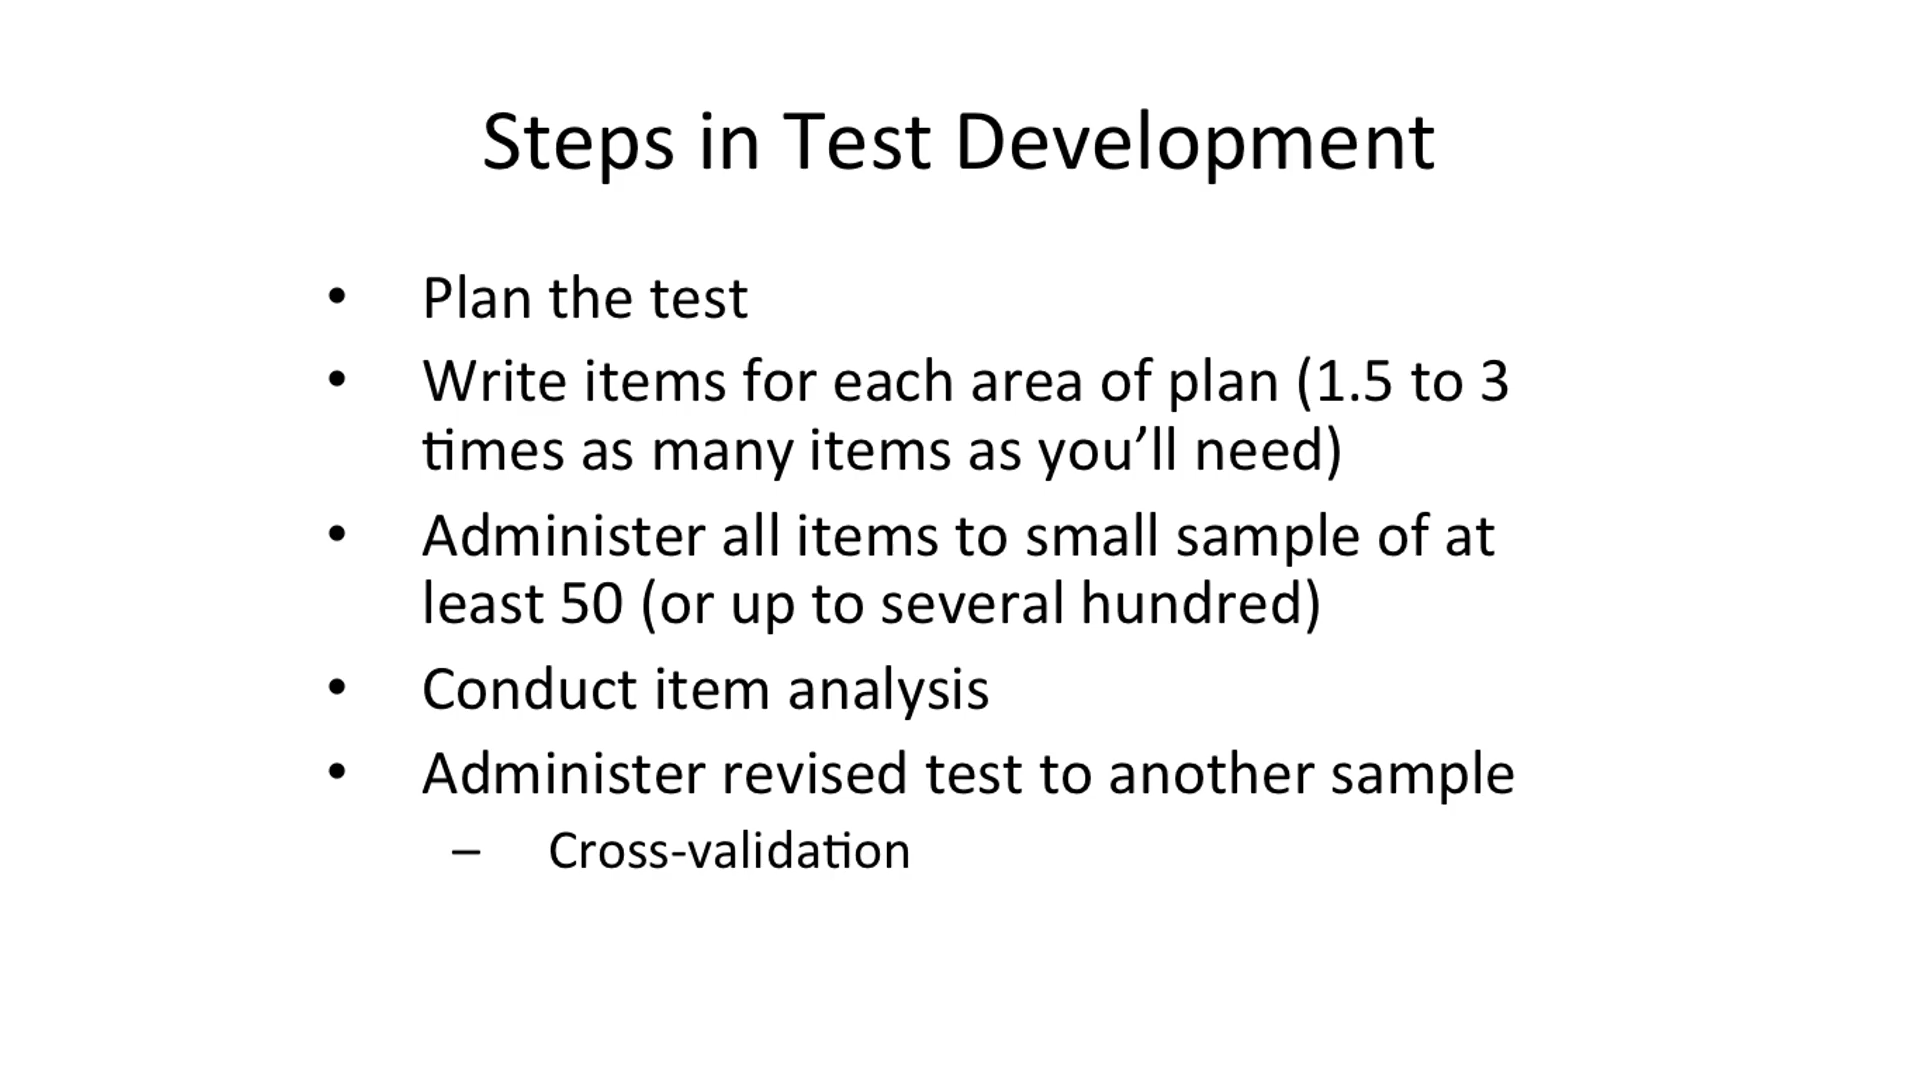 Steps in Test Development
• Plan the test
• Write items for each area of plan (1.5 to 3
times as many items as you’ll need)
• Administer all items to small sample of at
least 50 (or up to several hundred)
• Conduct item analysis
• Administer revised test to another sample
– Cross-validation